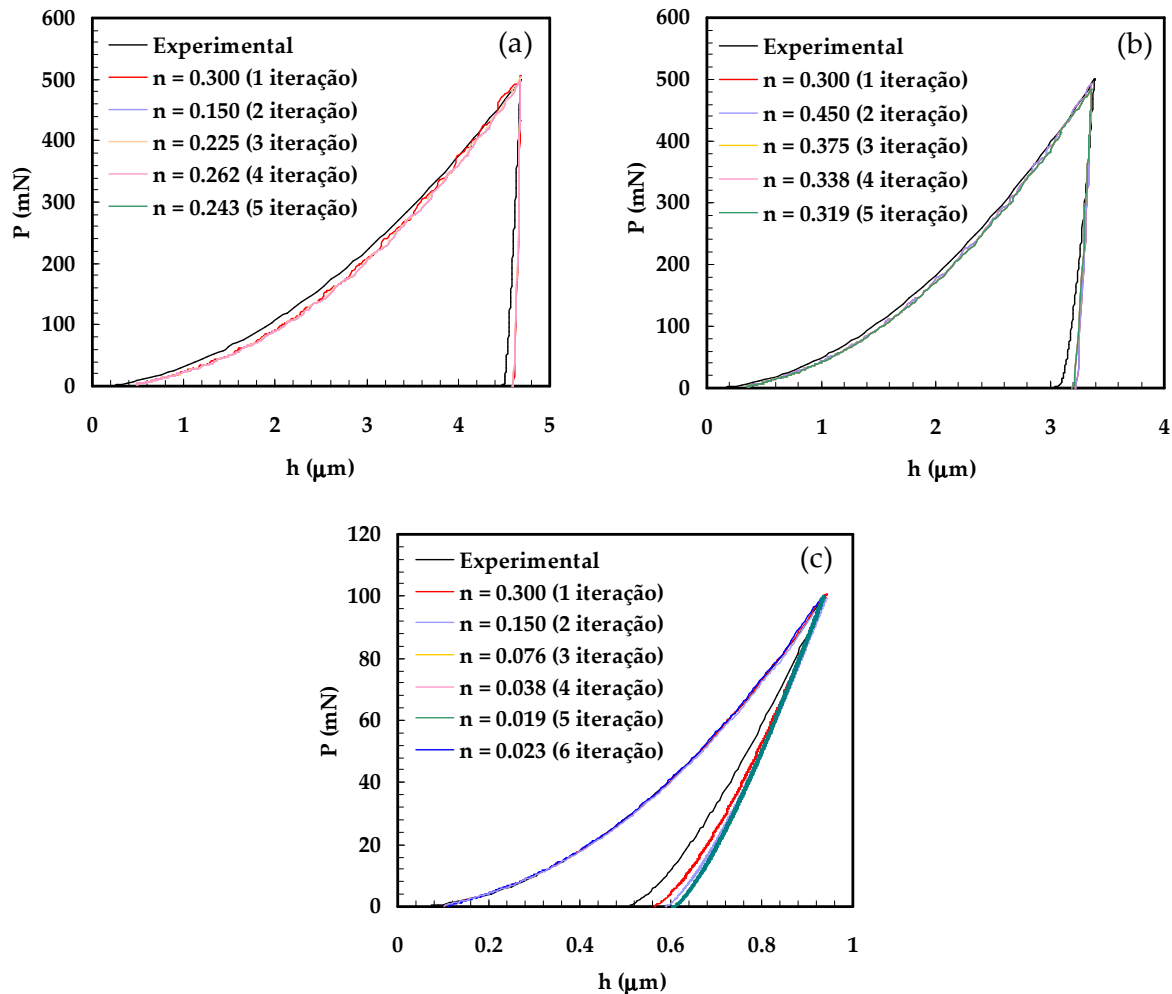 (a)
600
500
400
300
200
100
0
P (mN)
Experimental
n = 0.300 (1 iteração)
n = 0.150 (2 iteração)
n = 0.225 (3 iteração)
n = 0.262 (4 iteração)
n = 0.243 (5 iteração)
0 1 2 3 4 5
h (μm)
(b)
600
500
400
300
200
100
0
P (mN)
Experimental
n = 0.300 (1 iteração)
n = 0.450 (2 iteração)
n = 0.375 (3 iteração)
n = 0.338 (4 iteração)
n = 0.319 (5 iteração)
0 1 2 3 4
h (μm)
(c)
120
100
80
60
40
20
0
P (mN)
Experimental
n = 0.300 (1 iteração)
n = 0.150 (2 iteração)
n = 0.076 (3 iteração)
n = 0.038 (4 iteração)
n = 0.019 (5 iteração)
n = 0.023 (6 iteração)
0 0.2 0.4 0.6 0.8 1
h (μm)